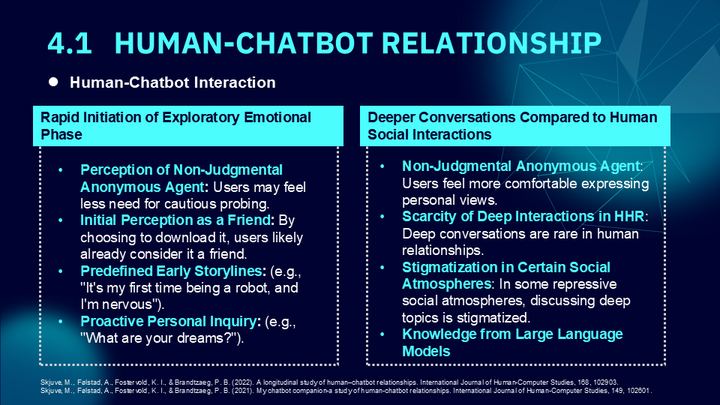 4.1 HUMAN-CHATBOT RELATIONSHIP
● Human-Chatbot Interaction
Rapid Initiation of Exploratory Emotional
Phase
• Perception of Non-Judgmental
Anonymous Agent: Users may feel
less need for cautious probing.
• Initial Perception as a Friend: By
choosing to download it, users likely
already consider it a friend.
• Predefined Early Storylines: (e.g.,
"It's my first time being a robot, and
I'm nervous").
• Proactive Personal Inquiry: (e.g.,
"What are your dreams?").
Deeper Conversations Compared to Human
Social Interactions
• Non-Judgmental Anonymous Agent:
Users feel more comfortable expressing
personal views.
• Scarcity of Deep Interactions in HHR:
Deep conversations are rare in human
relationships.
• Stigmatization in Certain Social
Atmospheres: In some repressive
social atmospheres, discussing deep
topics is stigmatized.
• Knowledge from Large Language
Models
Skjuve, M., Følstad, A., Fostervold, K. I., & Brandtzaeg, P. B. (2022). A longitudinal study of human–chatbot relationships. International Journal of Human-Computer Studies, 168, 102903.
Skjuve, M., Følstad, A., Fostervold, K. I., & Brandtzaeg, P. B. (2021). My chatbot companion-a study of human-chatbot relationships. International Journal of Human-Computer Studies, 149, 102601.